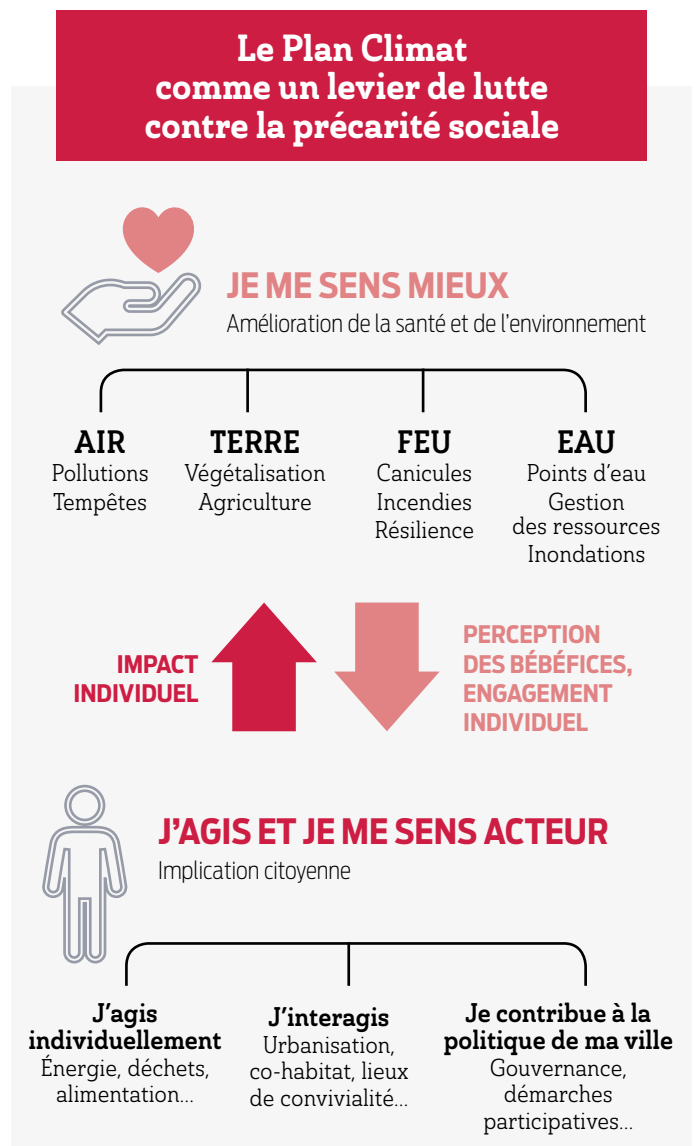 Le Plan Climat
comme un levier de lutte
contre la précarité sociale
JE ME SENS MIEUX
Amélioration de la santé et de l'environnement
AIR
Pollutions
Tempêtes
TERRE
Végétalisation
Agriculture
FEU
Canicules
Incendies
Résilience
EAU
Points d'eau
Gestion
des ressources
Inondations
IMPACT
INDIVIDUEL
PERCEPTION
DES BÉBÉFICES,
ENGAGEMENT
INDIVIDUEL
J'AGIS ET JE ME SENS ACTEUR
Implication citoyenne
J'agis
individuellement
Énergie, déchets,
alimentation...
J'interagis
Urbanisation,
co-habitat, lieux
de convivialité...
Je contribue à la
politique de ma ville
Gouvernance,
démarches
participatives...